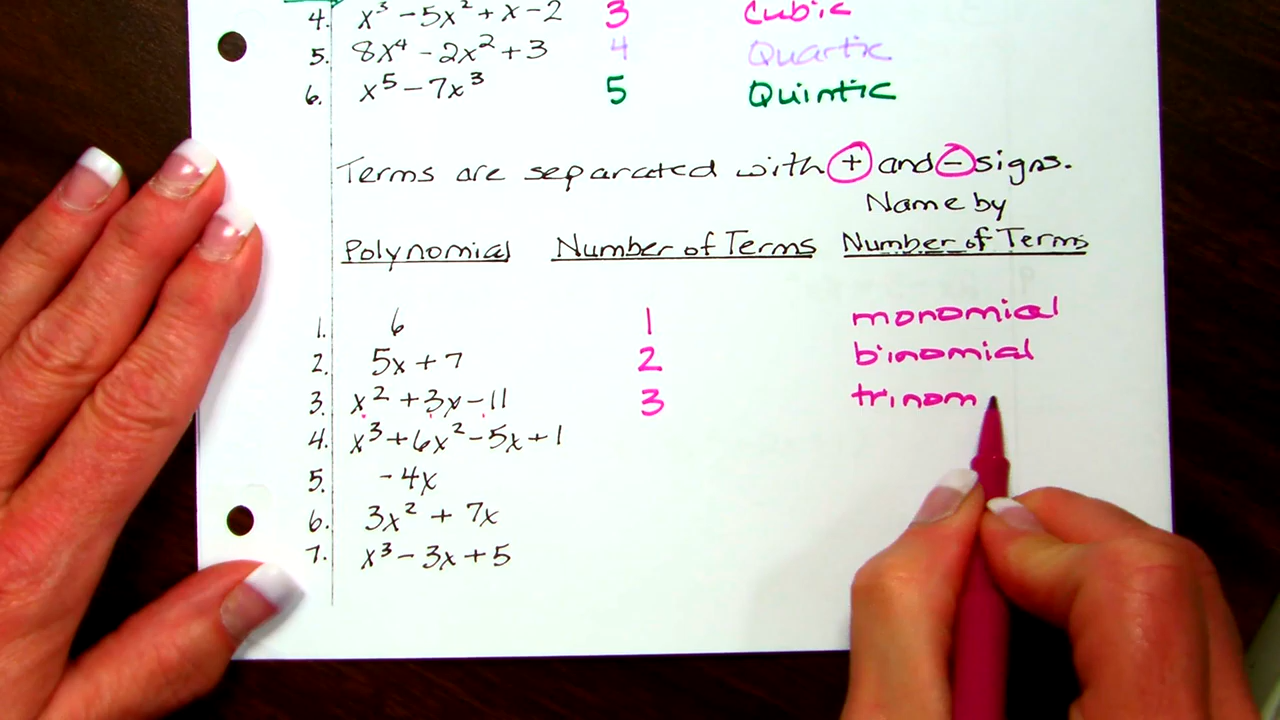 4. x³ - 5x² + x - 2 3 Cubic
5. 8x⁴ - 2x² + 3 4 Quartic
6. x⁵ - 7x³ 5 Quintic
Terms are separated with + and - signs.
Name by
Polynomial Number of Terms Number of Terms
1. 6 1 monomial
2. 5x + 7 2 binomial
3. x² + 3x - 11 3 trinom
4. x³ + 6x² - 5x + 1
5. - 4x
6. 3x² + 7x
7. x³ - 3x + 5